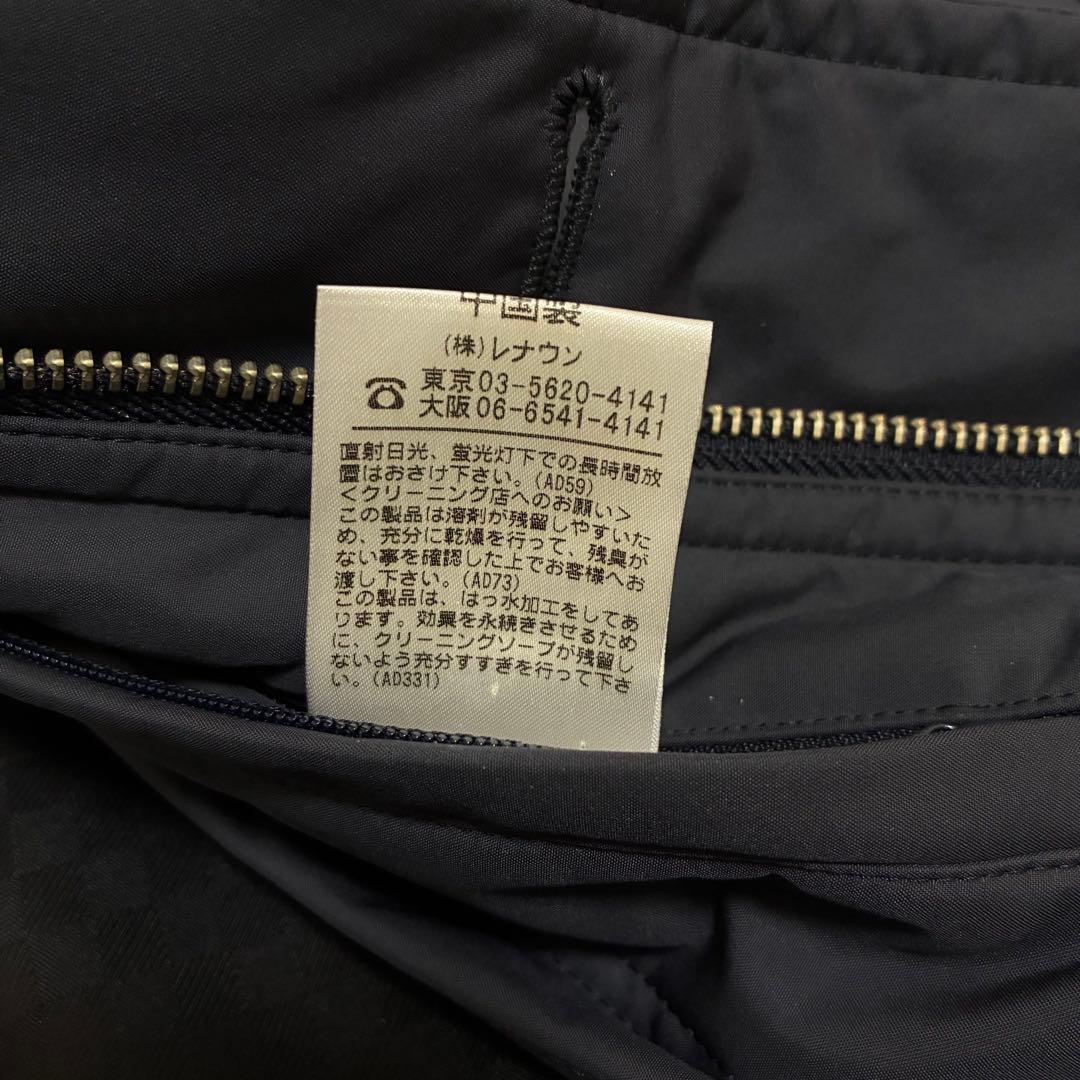 中国製
(株)レナウン
☎東京03-5620-4141
大阪06-6541-4141
直射日光、蛍光灯下での長時間放
置はおさけ下さい。(AD59)
<クリーニング店へのお願い>
この製品は溶剤が残留しやすいた
め、充分に乾燥を行って、残臭が
ない事を確認した上でお客様へお
渡し下さい。(AD73)
この製品は、はっ水加工をしてあ
ります。効果を永続きさせるため
に、クリーニングソープが残留し
ないよう充分すすぎを行って下さ
い。(AD331)